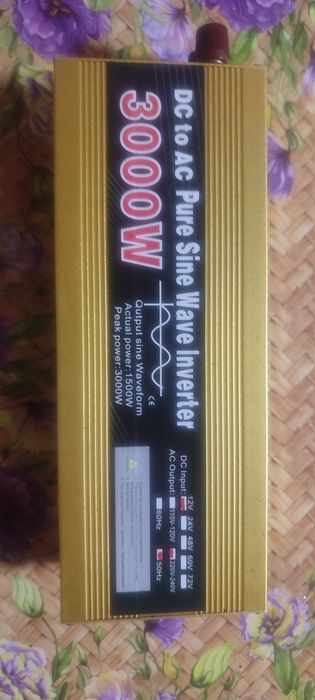 DC to AC Pure Sine Wave Inverter
3000W
Qutput sine Waveform
Actual power:1500W
Peak power:3000W
CE
12V 24V 48V 60V 72V
DC Input:
AC Output: 110V-120V 220V-240V
60Hz 50Hz